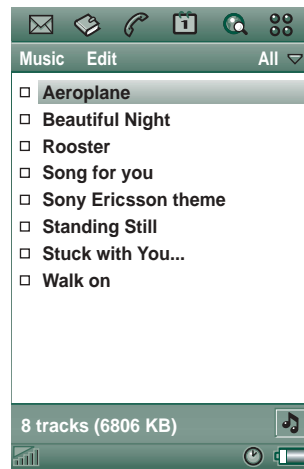 Music Edit All
Aeroplane
Beautiful Night
Rooster
Song for you
Sony Ericsson theme
Standing Still
Stuck with You...
Walk on
8 tracks (6806 KB)